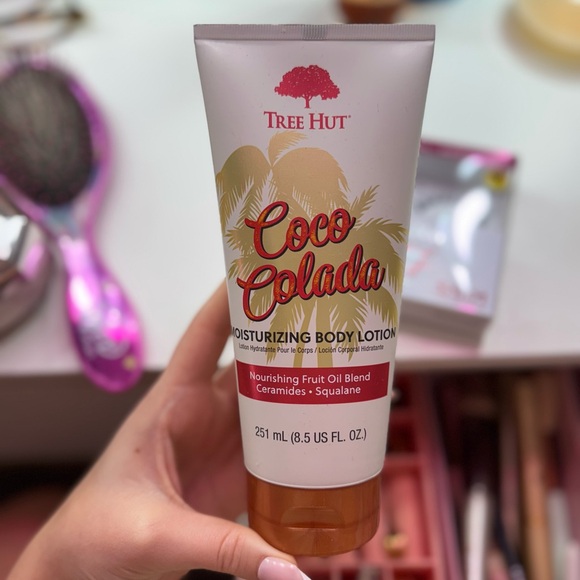 TREE HUT
Coco
Colada
MOISTURIZING BODY LOTION
Lotion Hydratante Pour le Corps / Loción Corporal Hidratante
Nourishing Fruit Oil Blend
Ceramides • Squalane
251 mL (8.5 US FL. OZ.)